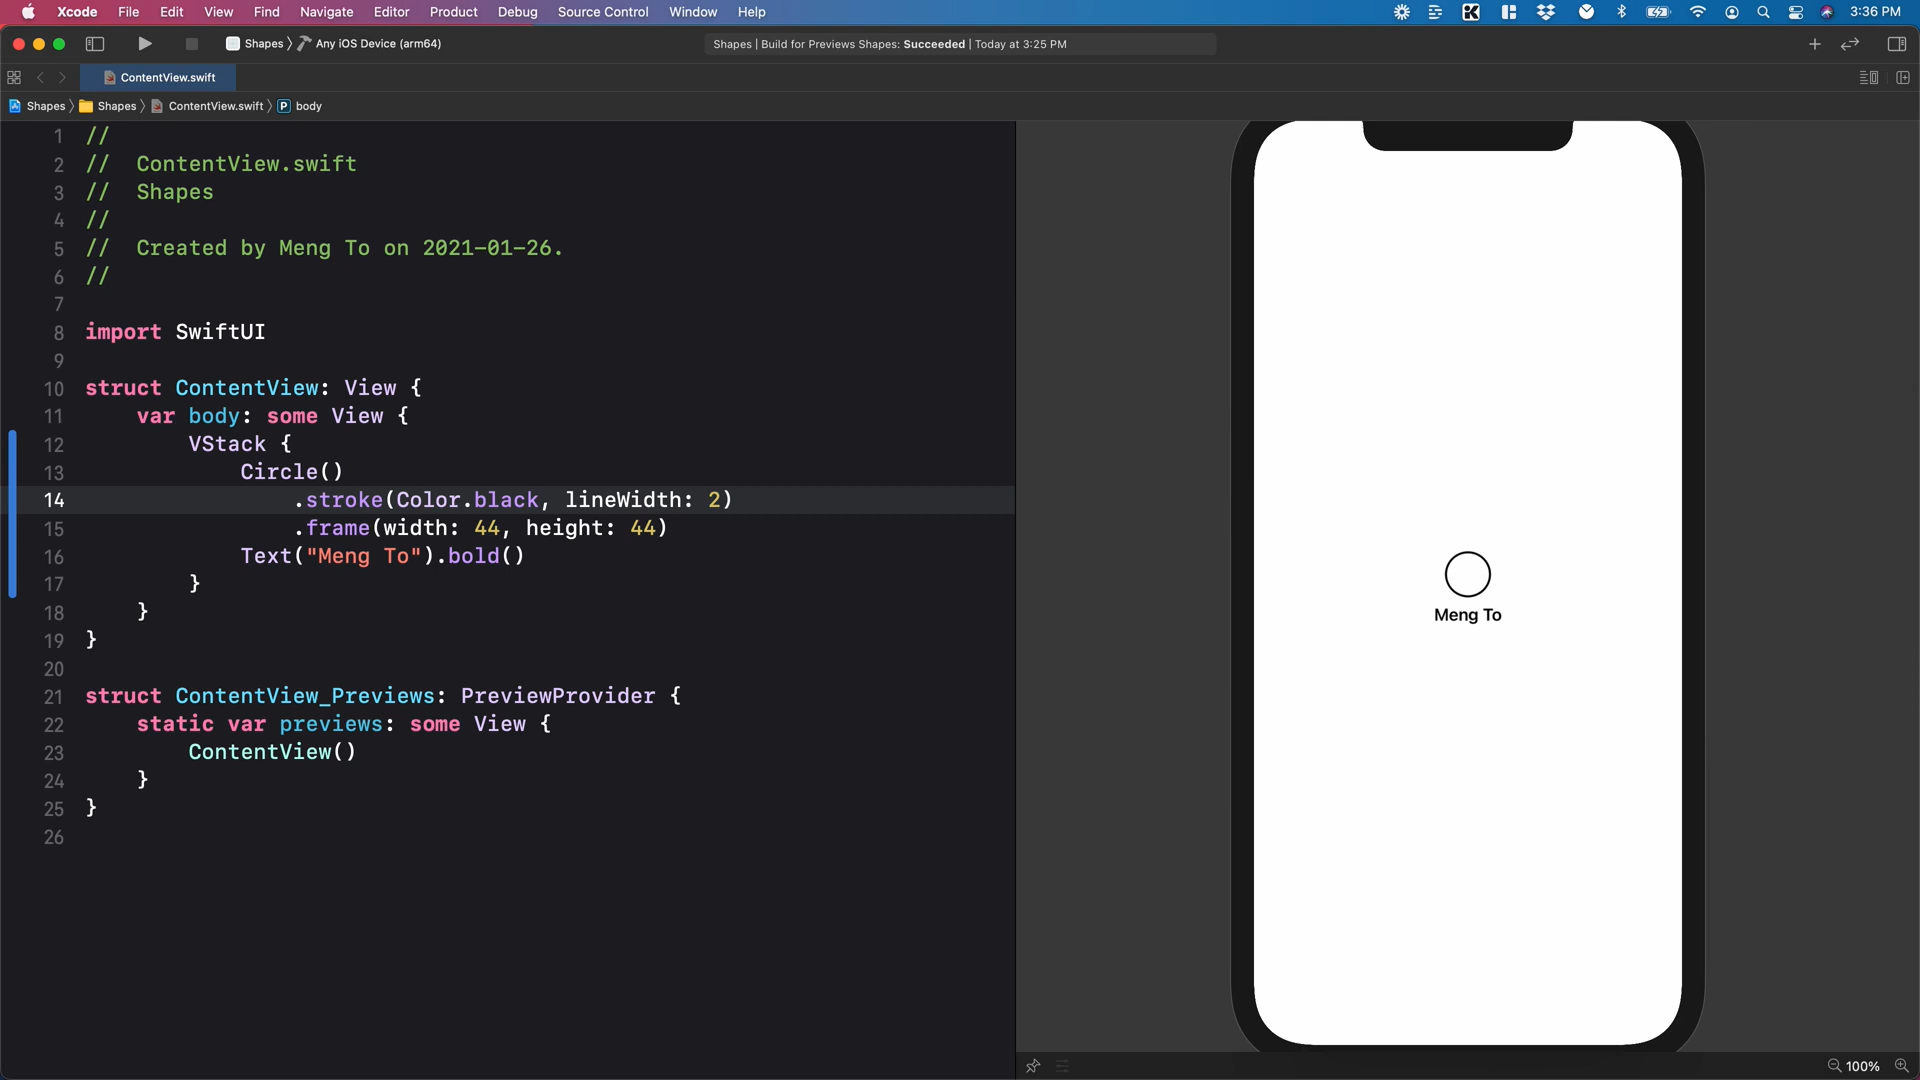 Xcode File Edit View Find Navigate Editor Product Debug Source Control Window Help 3:36 PM
Shapes 〉 Any iOS Device (arm64) Shapes | Build for Previews Shapes: Succeeded | Today at 3:25 PM
ContentView.swift
Shapes 〉 Shapes 〉 ContentView.swift 〉 P body
1 //
2 //  ContentView.swift
3 //  Shapes
4 //
5 //  Created by Meng To on 2021-01-26.
6 //
7
8 import SwiftUI
9
10 struct ContentView: View {
11     var body: some View {
12         VStack {
13             Circle()
14                 .stroke(Color.black, lineWidth: 2)
15                 .frame(width: 44, height: 44)
16             Text("Meng To").bold()
17         }
18     }
19 }
20
21 struct ContentView_Previews: PreviewProvider {
22     static var previews: some View {
23         ContentView()
24     }
25 }
26
Meng To
100%